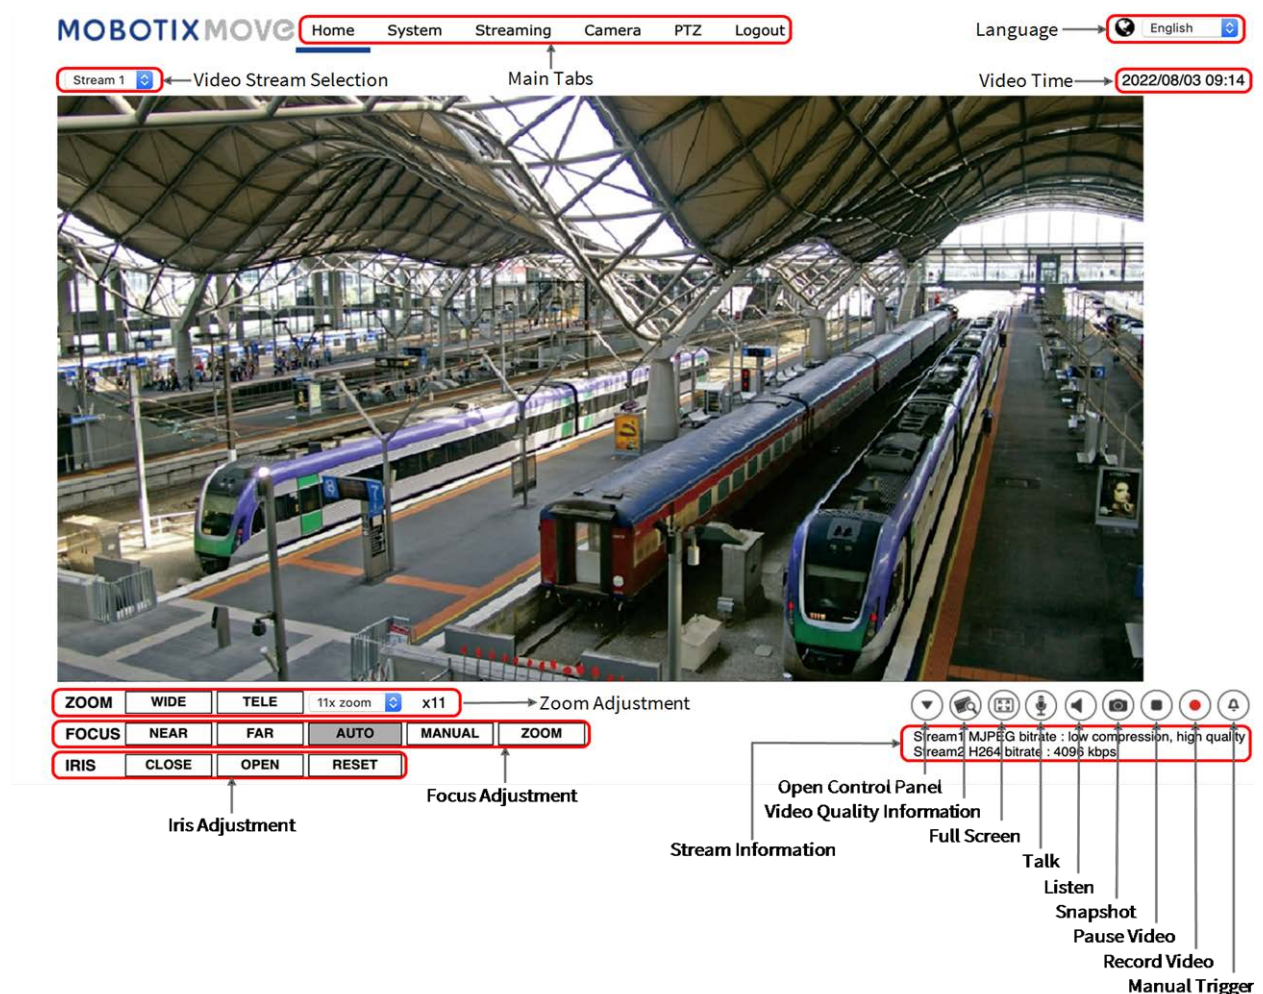 MOBOTIX MOVE
Home System Streaming Camera PTZ Logout
Language
English
Stream 1
Video Stream Selection
Main Tabs
Video Time
2022/08/03 09:14
8 7
ZOOM WIDE TELE 11x zoom x11
Zoom Adjustment
FOCUS NEAR FAR AUTO MANUAL ZOOM
Stream1 MJPEG bitrate : low compression, high quality
Stream2 H264 bitrate : 4096 kbps
IRIS CLOSE OPEN RESET
Open Control Panel
Focus Adjustment
Video Quality Information
Iris Adjustment
Full Screen
Stream Information
Talk
Listen
Snapshot
Pause Video
Record Video
Manual Trigger